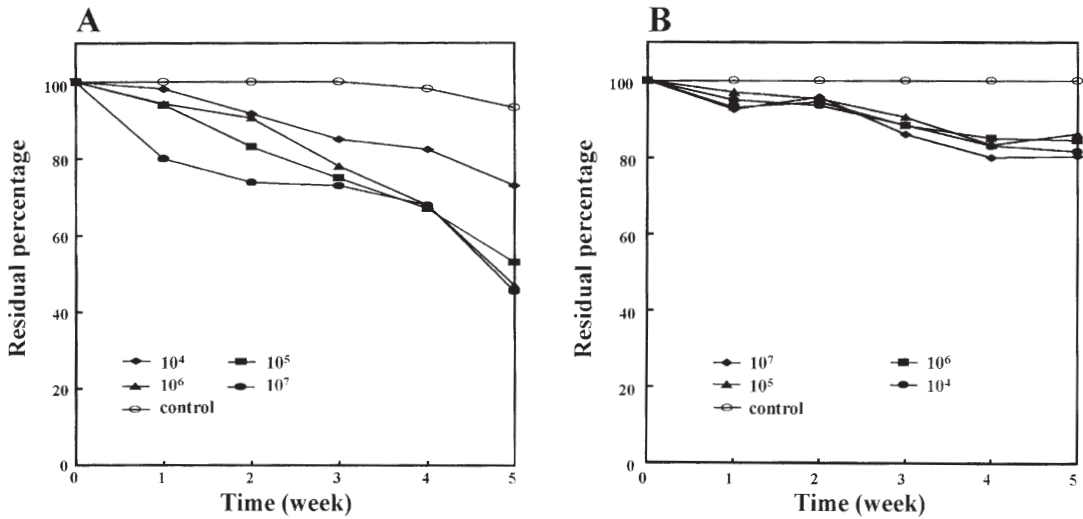 A
Residual percentage
100
80
60
40
20
0
10⁴
10⁵
10⁶
10⁷
control
0 1 2 3 4 5
Time (week)
B
Residual percentage
100
80
60
40
20
0
10⁷
10⁶
10⁵
10⁴
control
0 1 2 3 4 5
Time (week)